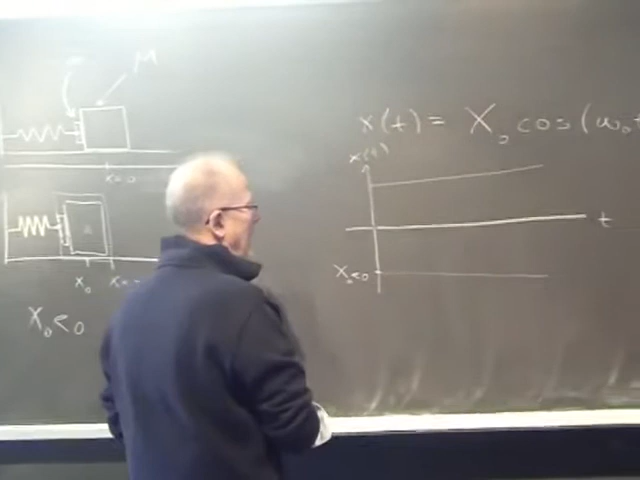 M
x=0
X₀
X₀<0
x(t) = X₀ cos(ω₀t
x(t)
t
X₀<0